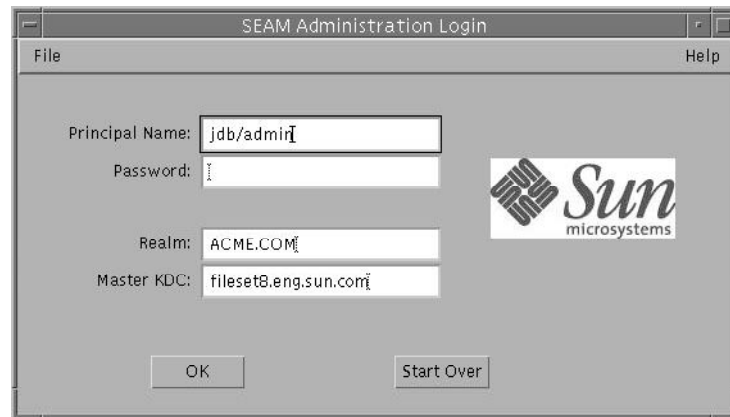 SEAM Administration Login
File Help
Principal Name: jdb/admin
Password:
Sun
microsystems
Realm: ACME.COM
Master KDC: fileset8.eng.sun.com
OK Start Over